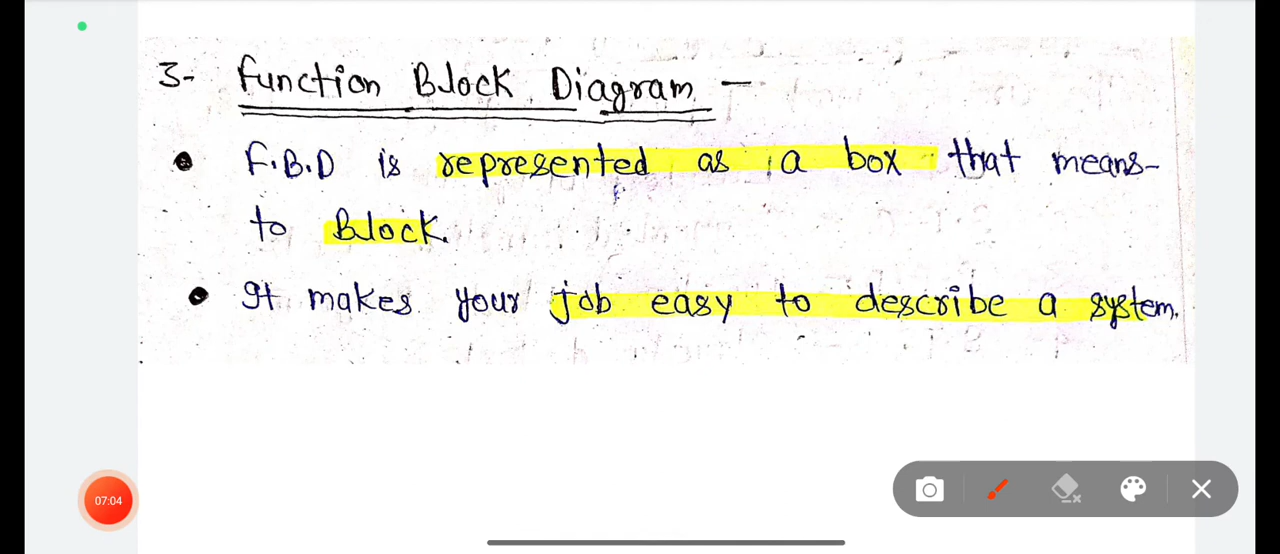 3- Function Block Diagram -
• F.B.D is represented as a box that means-
to Block.
• It makes your job easy to describe a system.
07:04